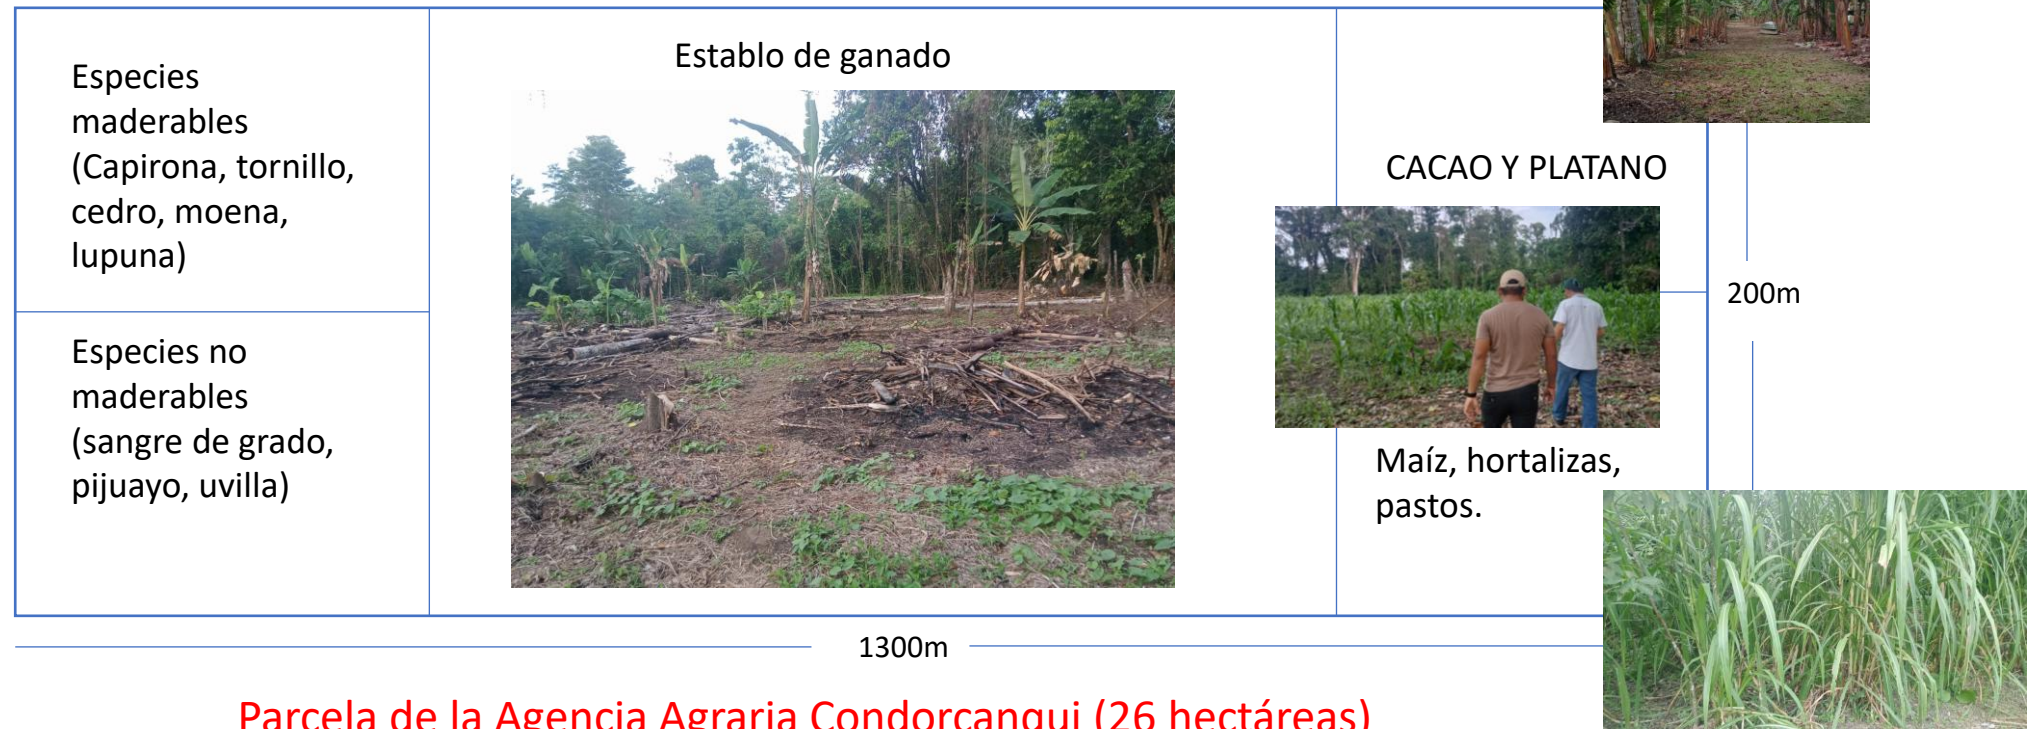 Especies
maderables
(Capirona, tornillo,
cedro, moena,
lupuna)
Especies no
maderables
(sangre de grado,
pijuayo, uvilla)
Establo de ganado
CACAO Y PLATANO
Maíz, hortalizas,
pastos.
200m
1300m
Parcela de la Agencia Agraria Condorcanqui (26 hectáreas)